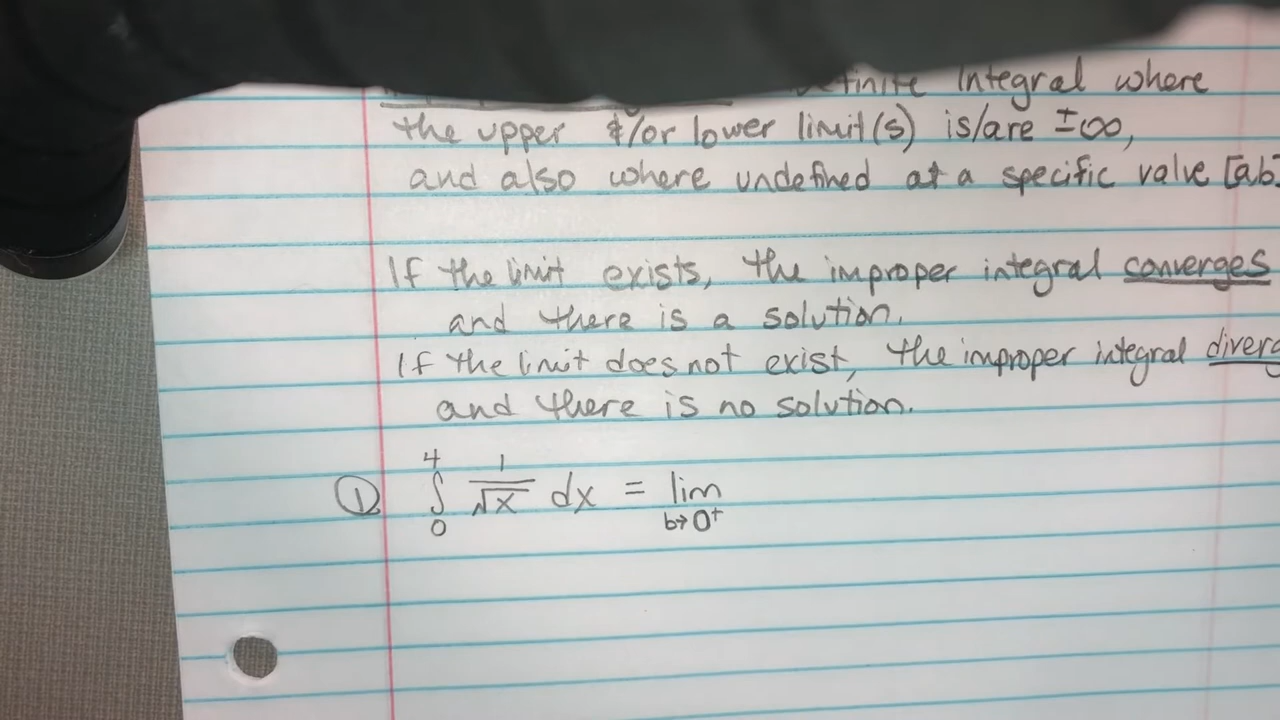 Integral where
the upper &/or lower limit(s) is/are ±∞,
and also where undefined at a specific value [a,b]
If the limit exists, the improper integral converges
and there is a solution.
If the limit does not exist, the improper integral
and there is no solution.
① ∫₀⁴ 1/√x dx = lim b→0⁺